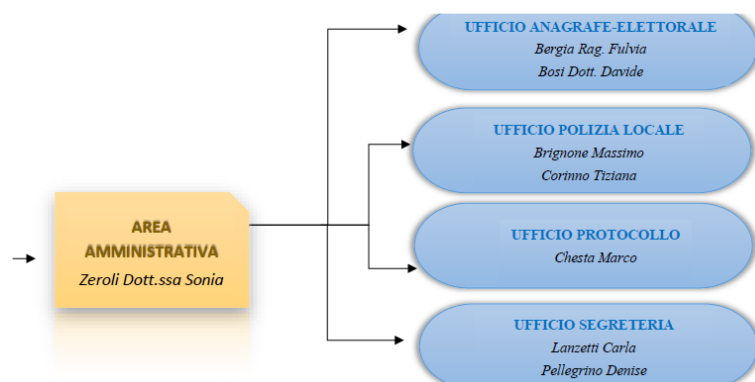 UFFICIO ANAGRAFE-ELETTORALE
Bergia Rag. Fulvia
Bosi Dott. Davide
UFFICIO POLIZIA LOCALE
Brignone Massimo
Corinno Tiziana
AREA
AMMINISTRATIVA
Zeroli Dott.ssa Sonia
UFFICIO PROTOCOLLO
Chesta Marco
UFFICIO SEGRETERIA
Lanzetti Carla
Pellegrino Denise